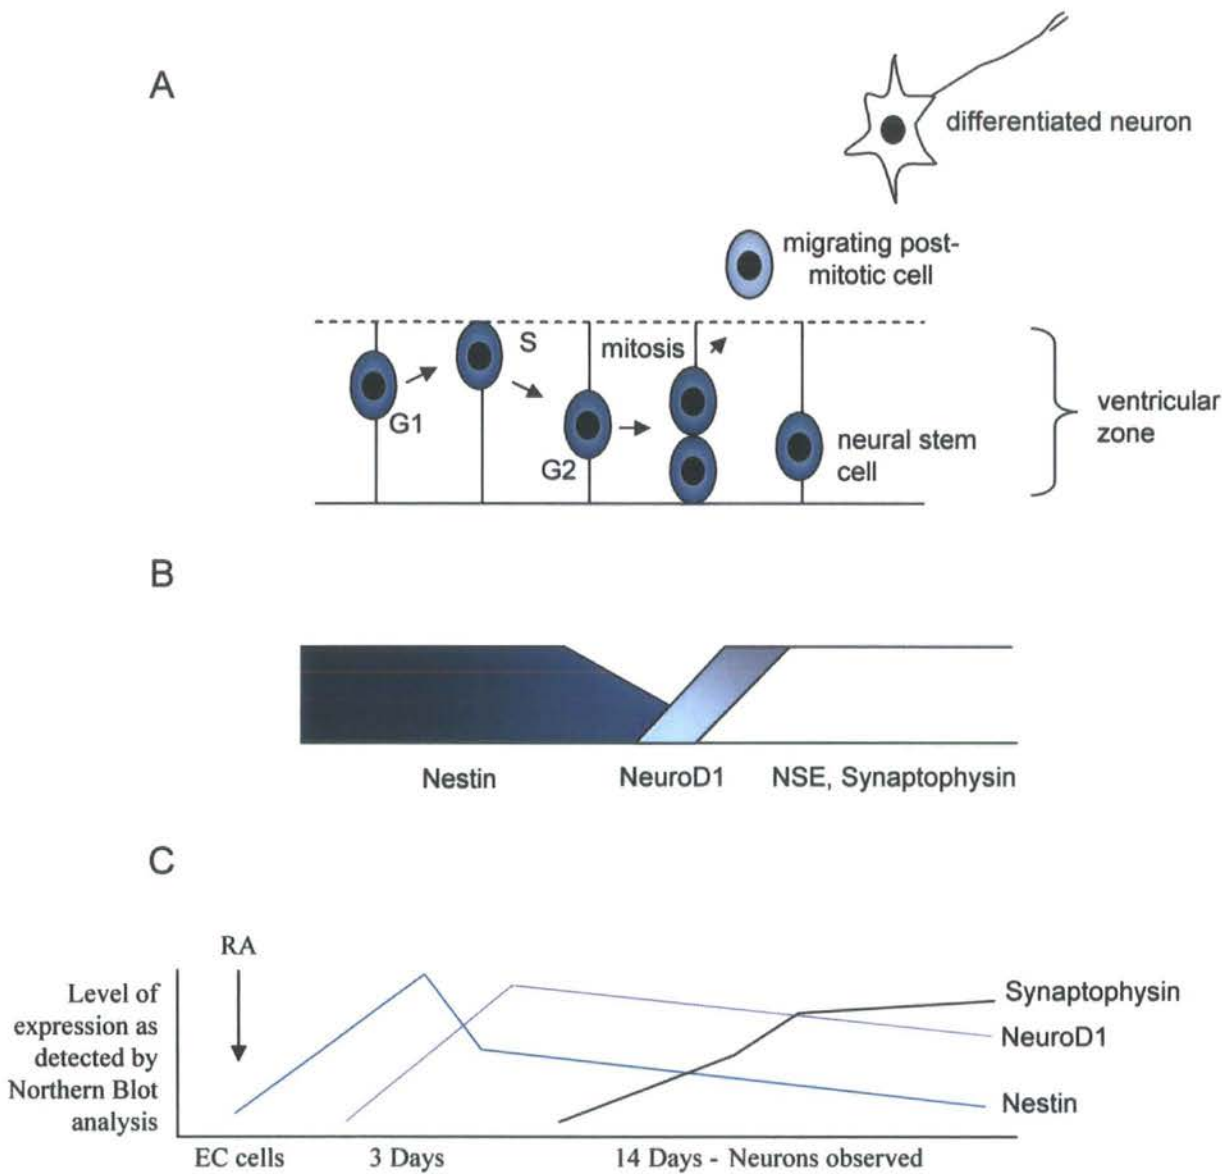 A
differentiated neuron
migrating post-
mitotic cell
S
mitosis
G1
G2
neural stem
cell
ventricular
zone
B
Nestin
NeuroD1
NSE, Synaptophysin
C
RA
Level of
expression as
detected by
Northern Blot
analysis
Synaptophysin
NeuroD1
Nestin
EC cells
3 Days
14 Days - Neurons observed